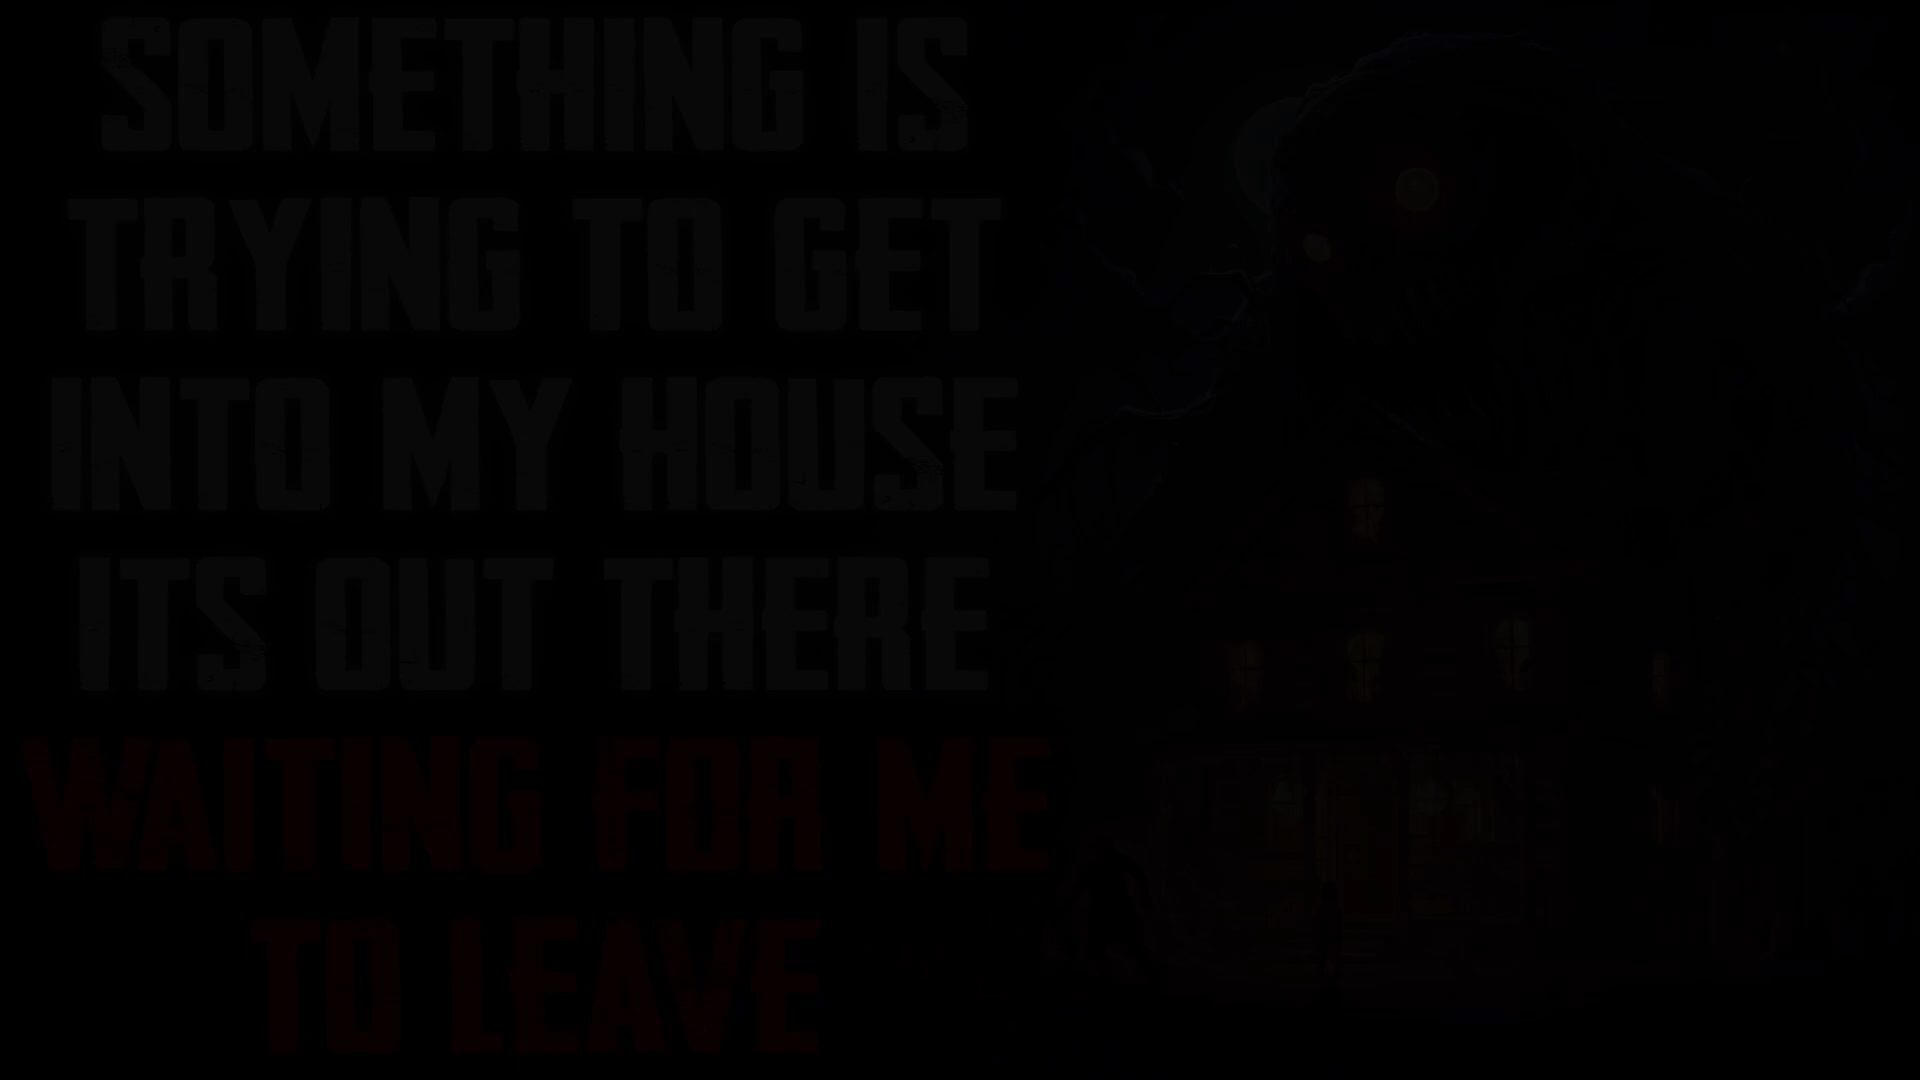 SOMETHING IS
TRYING TO GET
INTO MY HOUSE
ITS OUT THERE
WAITING FOR ME
TO LEAVE